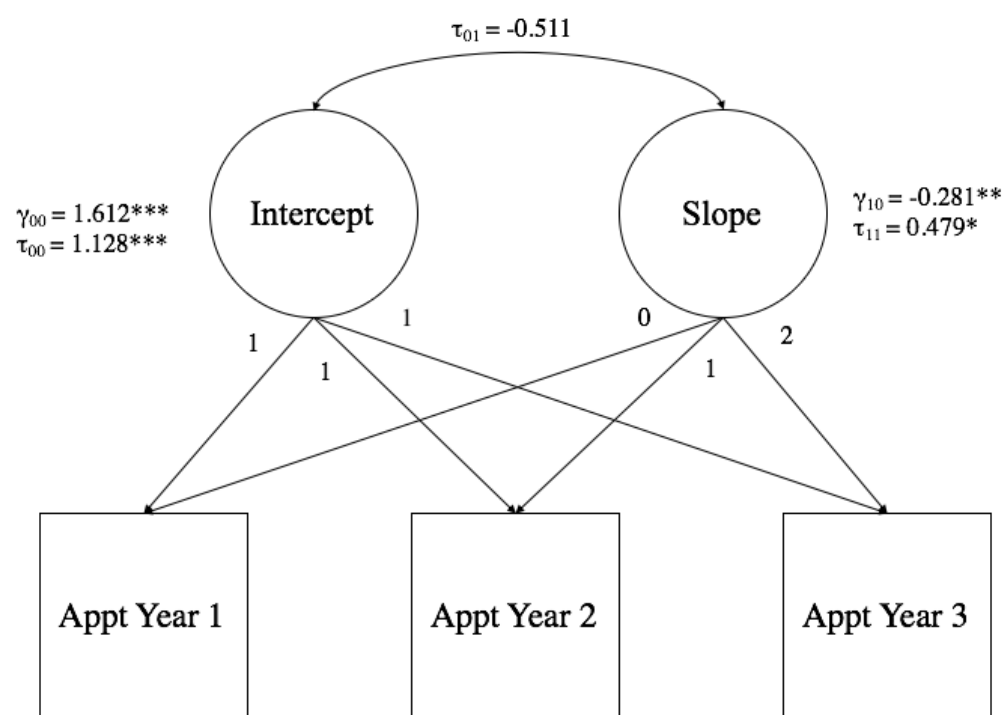 τ₀₁ = -0.511
Intercept
Slope
γ₀₀ = 1.612***
τ₀₀ = 1.128***
γ₁₀ = -0.281**
τ₁₁ = 0.479*
1
1
1
0
1
2
Appt Year 1
Appt Year 2
Appt Year 3